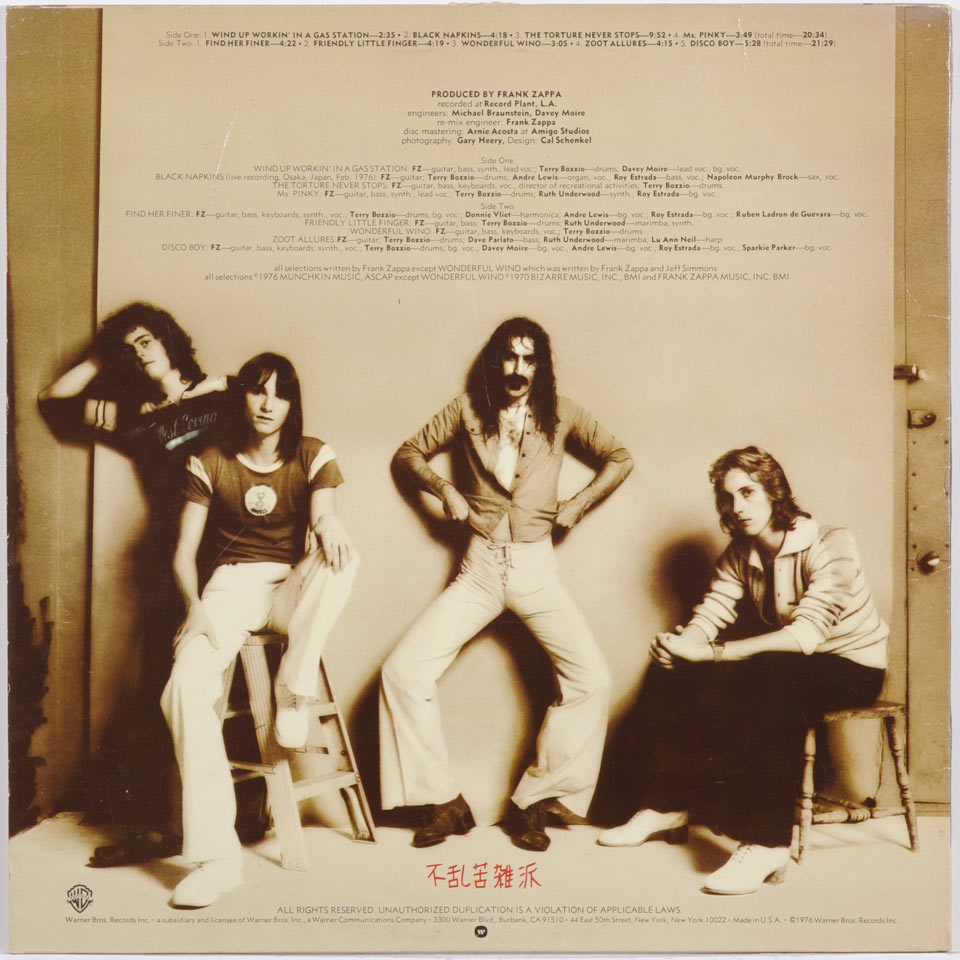 Side One: 1. WIND UP WORKIN' IN A GAS STATION—2:35 • 2. BLACK NAPKINS—4:18 • 3. THE TORTURE NEVER STOPS—9:52 • 4. Ms. PINKY—3:49 (total time—20:34)
Side Two: 1. FIND HER FINER—4:22 • 2. FRIENDLY LITTLE FINGER—4:19 • 3. WONDERFUL WINO—3:05 • 4. ZOOT ALLURES—4:15 • 5. DISCO BOY—5:28 (total time—21:29)
PRODUCED BY FRANK ZAPPA
recorded at Record Plant, L.A.
engineers: Michael Braunstein, Davey Moire
re-mix engineer: Frank Zappa
disc mastering: Arnie Acosta at Amigo Studios
photography: Gary Heery, Design: Cal Schenkel
Side One
WIND UP WORKIN' IN A GAS STATION: FZ—guitar, bass, synth., lead voc.; Terry Bozzio—drums; Davey Moire—lead voc., bg. voc.
BLACK NAPKINS (live recording, Osaka, Japan, Feb. 1976): FZ—guitar; Terry Bozzio—drums; Andre Lewis—organ, voc.; Roy Estrada—bass, voc.; Napoleon Murphy Brock—sax, voc.
THE TORTURE NEVER STOPS: FZ—guitar, bass, keyboards, voc., director of recreational activities; Terry Bozzio—drums
Ms. PINKY: FZ—guitar, bass, synth., lead voc.; Terry Bozzio—drums; Ruth Underwood—synth.; Roy Estrada—bg. voc.
Side Two
FIND HER FINER: FZ—guitar, bass, keyboards, synth., voc.; Terry Bozzio—drums, bg. voc.; Donnie Vliet—harmonica; Andre Lewis—bg. voc.; Roy Estrada—bg. voc.; Ruben Ladron de Guevara—bg. voc.
FRIENDLY LITTLE FINGER: FZ—guitar, bass; Terry Bozzio—drums; Ruth Underwood—marimba, synth.
WONDERFUL WINO: FZ—guitar, bass, keyboards, voc.; Terry Bozzio—drums
ZOOT ALLURES: FZ—guitar; Terry Bozzio—drums; Dave Parlato—bass; Ruth Underwood—marimba; Lu Ann Neil—harp
DISCO BOY: FZ—guitar, bass, keyboards, synth., voc.; Terry Bozzio—drums, bg. voc.; Davey Moire—bg. voc.; Andre Lewis—bg. voc.; Roy Estrada—bg. voc.; Sparkie Parker—bg. voc.
all selections written by Frank Zappa except WONDERFUL WINO which was written by Frank Zappa and Jeff Simmons
all selections ©1976 MUNCHKIN MUSIC, ASCAP except WONDERFUL WINO ©1970 BIZARRE MUSIC, INC., BMI and FRANK ZAPPA MUSIC, INC. BMI
West Covina
ANGELS
不乱苦雑派
ALL RIGHTS RESERVED. UNAUTHORIZED DUPLICATION IS A VIOLATION OF APPLICABLE LAWS.
Warner Bros. Records Inc. • a subsidiary and licensee of Warner Bros. Inc., a Warner Communications Company • 3300 Warner Blvd., Burbank, CA 91510 • 44 East 50th Street, New York, New York 10022 • Made in U.S.A. • ©1976 Warner Bros. Records Inc.